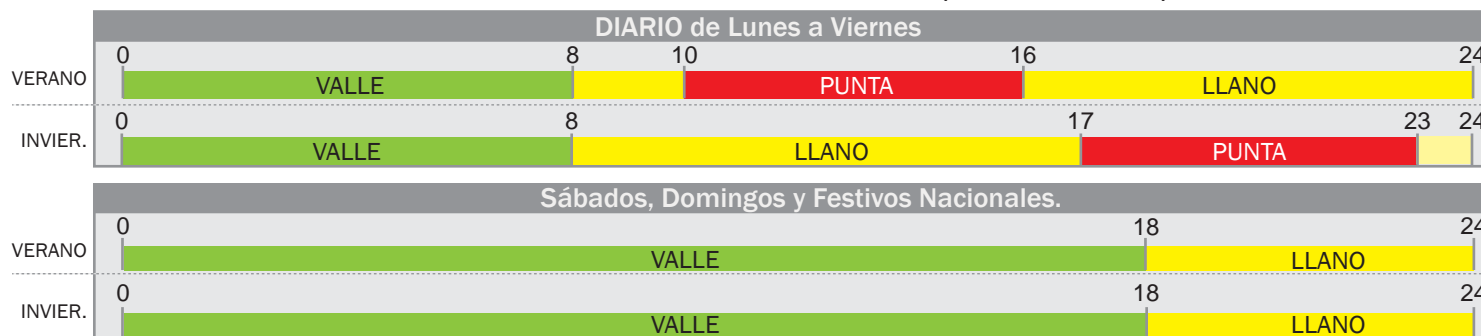 DIARIO de Lunes a Viernes
0 8 10 16 24
VERANO VALLE PUNTA LLANO
0 8 17 23 24
INVIER. VALLE LLANO PUNTA
Sábados, Domingos y Festivos Nacionales.
0 18 24
VERANO VALLE LLANO
0 18 24
INVIER. VALLE LLANO